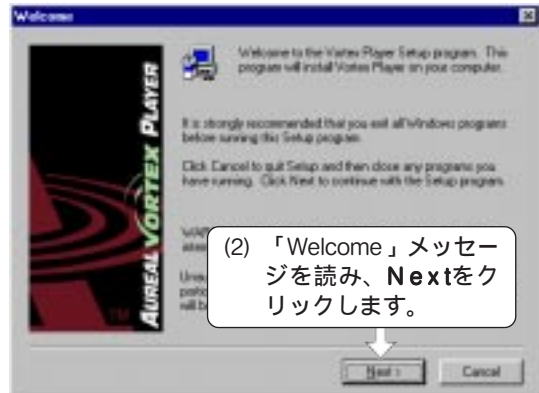 Welcome
Welcome to the Vortex Player Setup program. This
program will install Vortex Player on your computer.
It is strongly recommended that you exit all Windows programs
before running this Setup program.
Click Cancel to quit Setup and then close any programs you
have running. Click Next to continue with the Setup program.
(2) 「Welcome」メッセー
ジを読み、Nextをク
リックします。
Next >
Cancel
AUREAL VORTEX PLAYER
TM